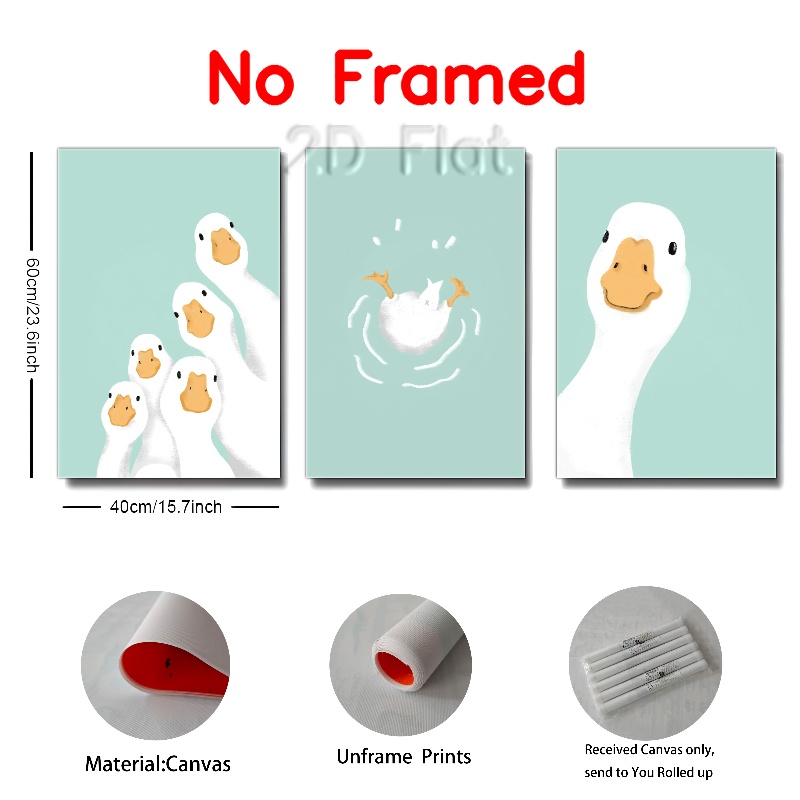 No Framed
2D Flat
60cm/23.6inch
40cm/15.7inch
Material:Canvas
Unframe Prints
Received Canvas only,
send to You Rolled up